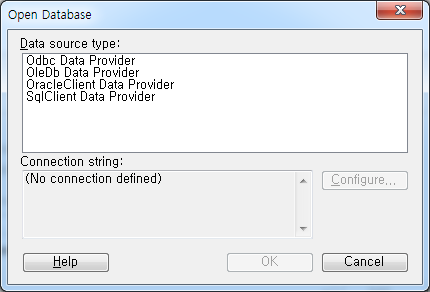 Open Database
Data source type:
Odbc Data Provider
OleDb Data Provider
OracleClient Data Provider
SqlClient Data Provider
Connection string:
(No connection defined)
Configure...
Help
OK
Cancel